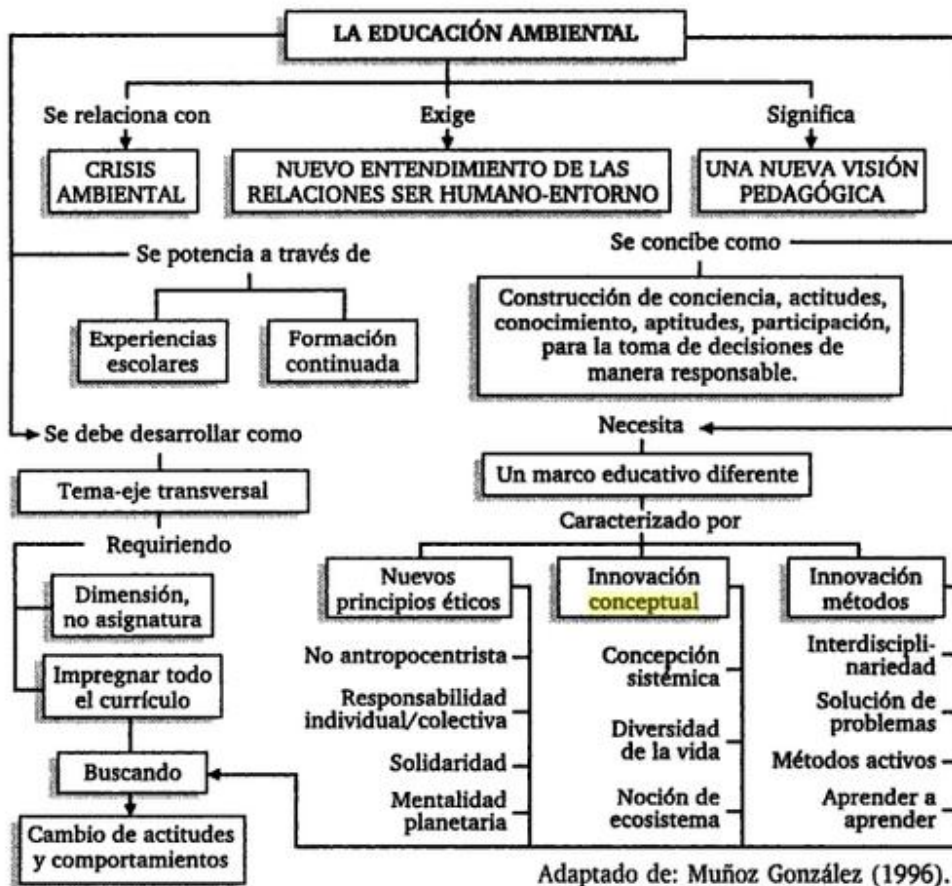 LA EDUCACIÓN AMBIENTAL
Se relaciona con
Exige
Significa
CRISIS
AMBIENTAL
NUEVO ENTENDIMIENTO DE LAS
RELACIONES SER HUMANO-ENTORNO
UNA NUEVA VISIÓN
PEDAGÓGICA
Se potencia a través de
Experiencias
escolares
Formación
continuada
Se concibe como
Construcción de conciencia, actitudes,
conocimiento, aptitudes, participación,
para la toma de decisiones de
manera responsable.
Se debe desarrollar como
Tema-eje transversal
Requiriendo
Dimensión,
no asignatura
Impregnar todo
el currículo
Buscando
Cambio de actitudes
y comportamientos
Necesita
Un marco educativo diferente
Caracterizado por
Nuevos
principios éticos
No antropocentrista
Responsabilidad
individual/colectiva
Solidaridad
Mentalidad
planetaria
Innovación
conceptual
Concepción
sistémica
Diversidad
de la vida
Noción de
ecosistema
Innovación
métodos
Interdiscipli-
nariedad
Solución de
problemas
Métodos activos
Aprender a
aprender
Adaptado de: Muñoz González (1996).